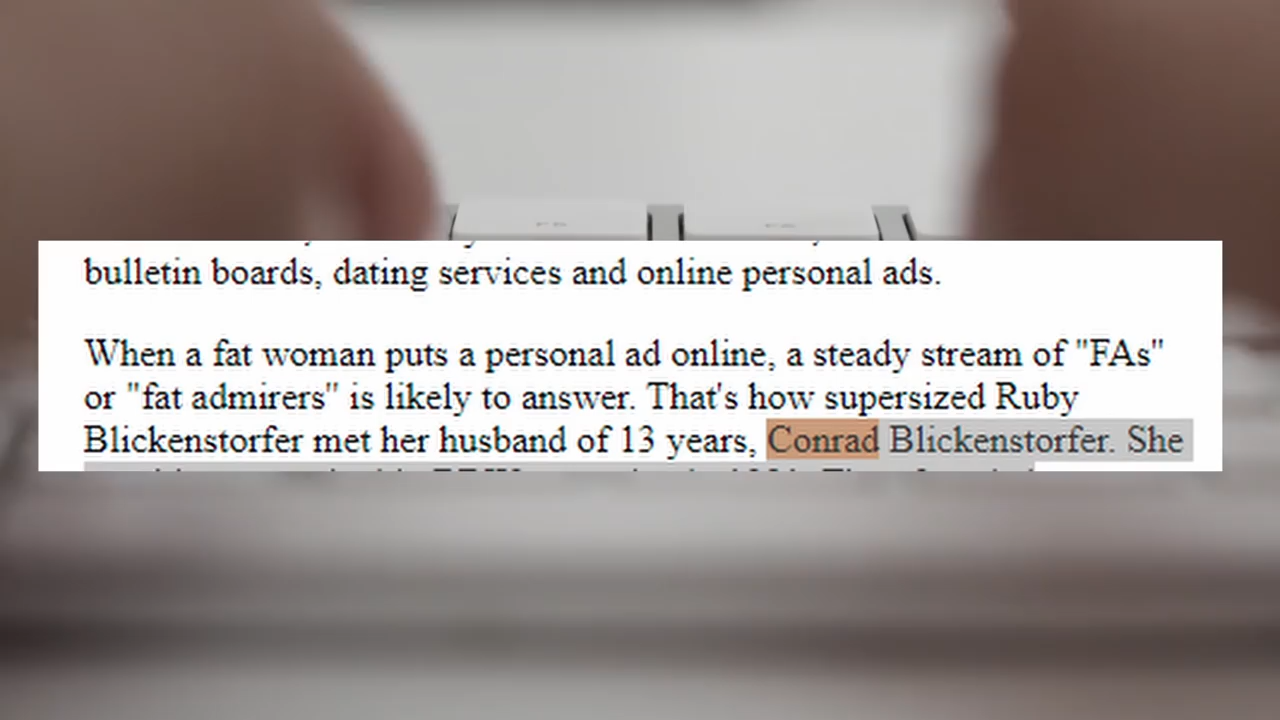 bulletin boards, dating services and online personal ads.
When a fat woman puts a personal ad online, a steady stream of "FAs"
or "fat admirers" is likely to answer. That's how supersized Ruby
Blickenstorfer met her husband of 13 years, Conrad Blickenstorfer. She